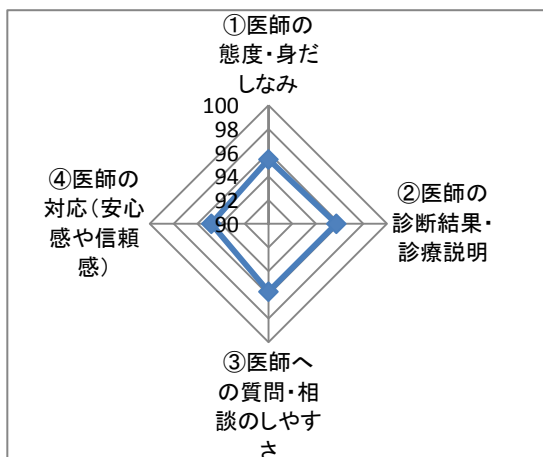 ①医師の
態度・身だ
しなみ
100
98
96
94
92
90
④医師の
対応（安心
感や信頼
感）
②医師の
診断結果・
診療説明
③医師へ
の質問・相
談のしやす
さ